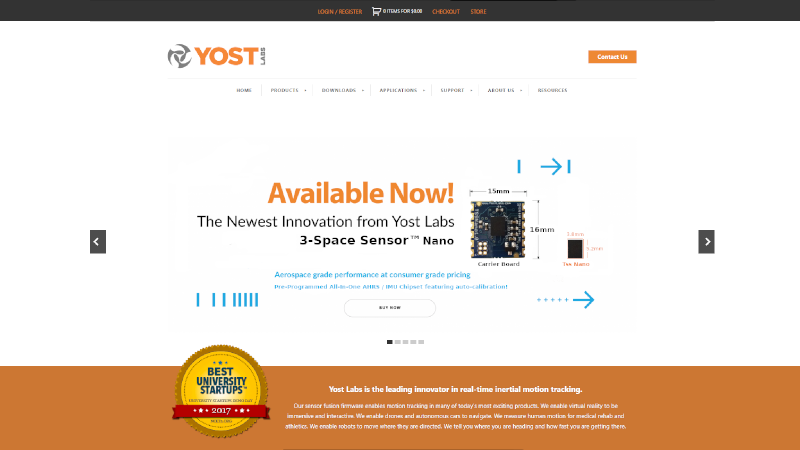 LOGIN / REGISTER
0 ITEMS FOR $0.00
CHECKOUT
STORE
YOST LABS
Contact Us
HOME
PRODUCTS
DOWNLOADS
APPLICATIONS
SUPPORT
ABOUT US
RESOURCES
Available Now!
The Newest Innovation from Yost Labs
3-Space Sensor™ Nano
15mm
16mm
Carrier Board
Aerospace grade performance at consumer grade pricing
Pre-Programmed All-In-One AHRS / IMU Chipset featuring auto-calibration!
BUY NOW
BEST
UNIVERSITY
STARTUPS™
UNIVERSITY STARTUPS DEMO DAY
2017
Yost Labs is the leading innovator in real-time inertial motion tracking.
Our sensor fusion firmware enables motion tracking in many of today's most exciting products. We enable virtual reality to be
immersive and interactive. We enable drones and autonomous cars to navigate. We measure human motion for medical rehab and
athletics. We enable robots to move where they are directed. We tell you where you are heading and how fast you are getting there.